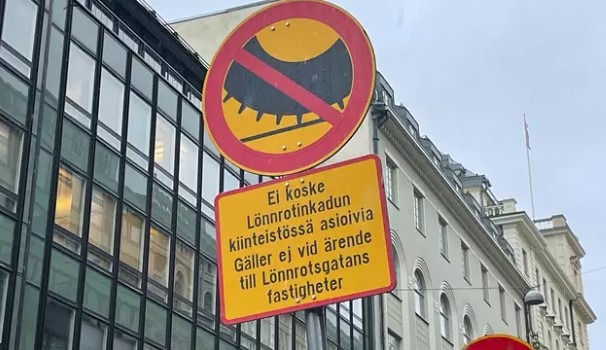 Ei koske
Lönnrotinkadun
kiinteistössä asioivia
Gäller ej vid ärende
till Lönnrotsgatans
fastigheter